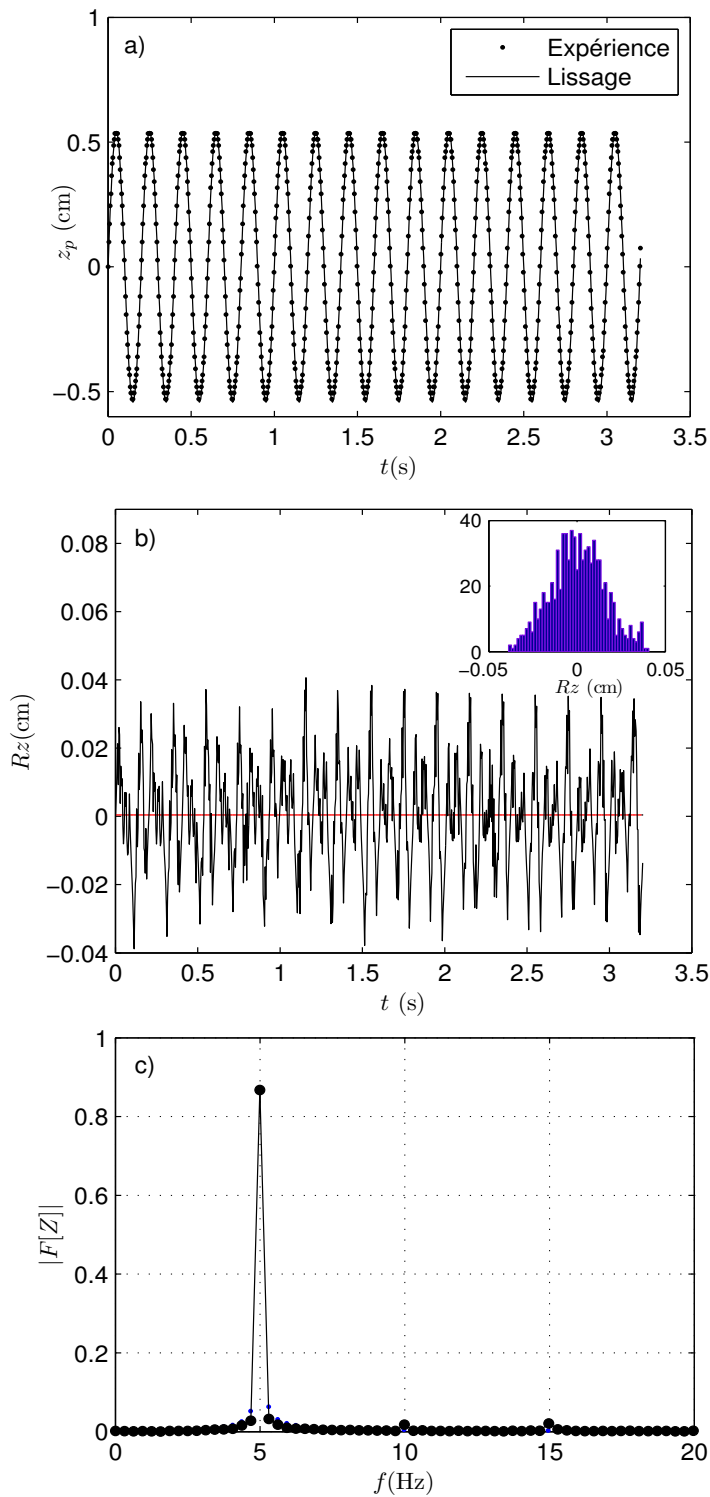 1
a)
Expérience
Lissage
0.5
z_p (cm)
0
−0.5
0 0.5 1 1.5 2 2.5 3 3.5
t(s)
b)
0.08
0.06
0.04
0.02
0
−0.02
−0.04
Rz(cm)
40
20
0
−0.05 0 0.05
Rz (cm)
0 0.5 1 1.5 2 2.5 3 3.5
t (s)
1
c)
0.8
0.6
|F[Z]|
0.4
0.2
0
0 5 10 15 20
f(Hz)